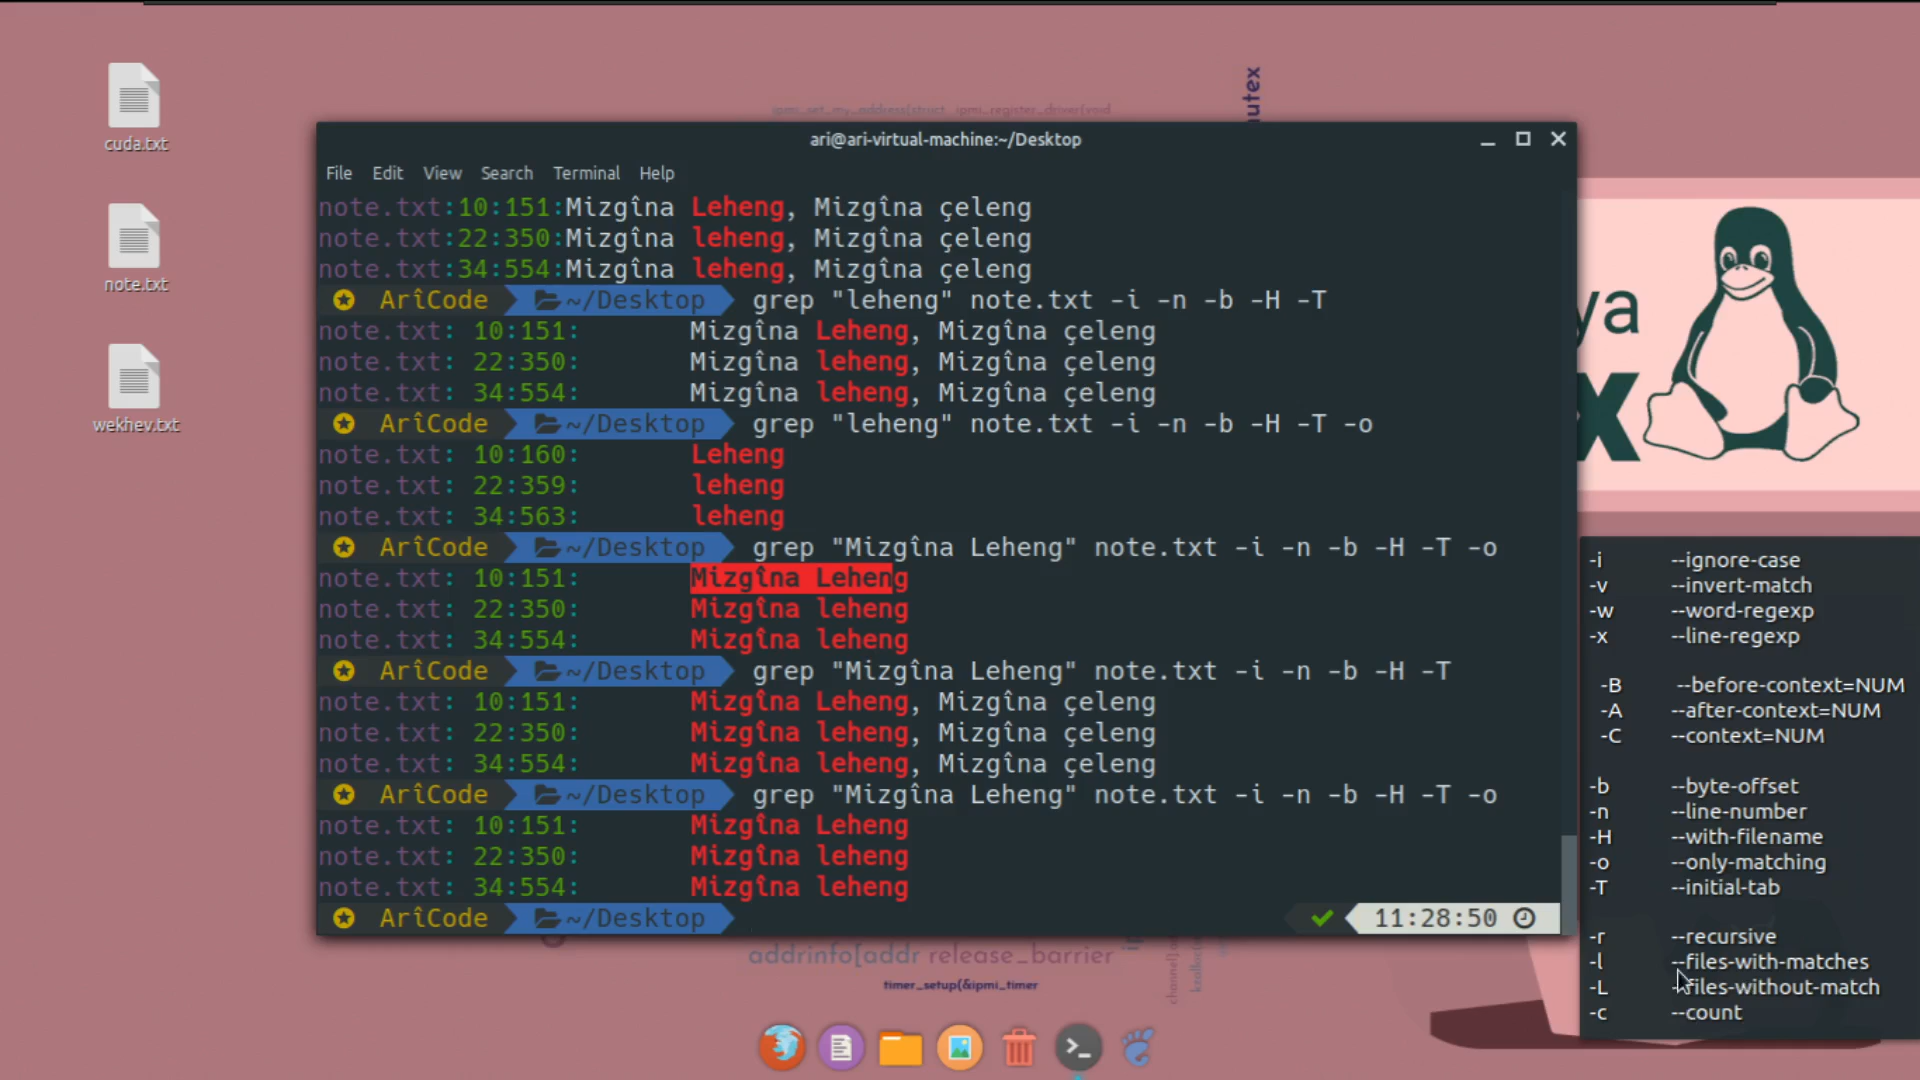 cuda.txt
note.txt
wekhev.txt
ipmi_set_my_address(struct ipmi_register_driver(void
ari@ari-virtual-machine:~/Desktop
File Edit View Search Terminal Help
note.txt:10:151:Mizgîna Leheng, Mizgîna çeleng
note.txt:22:350:Mizgîna leheng, Mizgîna çeleng
note.txt:34:554:Mizgîna leheng, Mizgîna çeleng
ArîCode ~/Desktop grep "leheng" note.txt -i -n -b -H -T
note.txt: 10:151: Mizgîna Leheng, Mizgîna çeleng
note.txt: 22:350: Mizgîna leheng, Mizgîna çeleng
note.txt: 34:554: Mizgîna leheng, Mizgîna çeleng
ArîCode ~/Desktop grep "leheng" note.txt -i -n -b -H -T -o
note.txt: 10:160: Leheng
note.txt: 22:359: leheng
note.txt: 34:563: leheng
ArîCode ~/Desktop grep "Mizgîna Leheng" note.txt -i -n -b -H -T -o
note.txt: 10:151: Mizgîna Leheng
note.txt: 22:350: Mizgîna leheng
note.txt: 34:554: Mizgîna leheng
ArîCode ~/Desktop grep "Mizgîna Leheng" note.txt -i -n -b -H -T
note.txt: 10:151: Mizgîna Leheng, Mizgîna çeleng
note.txt: 22:350: Mizgîna leheng, Mizgîna çeleng
note.txt: 34:554: Mizgîna leheng, Mizgîna çeleng
ArîCode ~/Desktop grep "Mizgîna Leheng" note.txt -i -n -b -H -T -o
note.txt: 10:151: Mizgîna Leheng
note.txt: 22:350: Mizgîna leheng
note.txt: 34:554: Mizgîna leheng
ArîCode ~/Desktop 11:28:50
addrinfo[addr release_barrier
timer_setup(&ipmi_timer
-i --ignore-case
-v --invert-match
-w --word-regexp
-x --line-regexp
-B --before-context=NUM
-A --after-context=NUM
-C --context=NUM
-b --byte-offset
-n --line-number
-H --with-filename
-o --only-matching
-T --initial-tab
-r --recursive
-l --files-with-matches
-L --files-without-match
-c --count